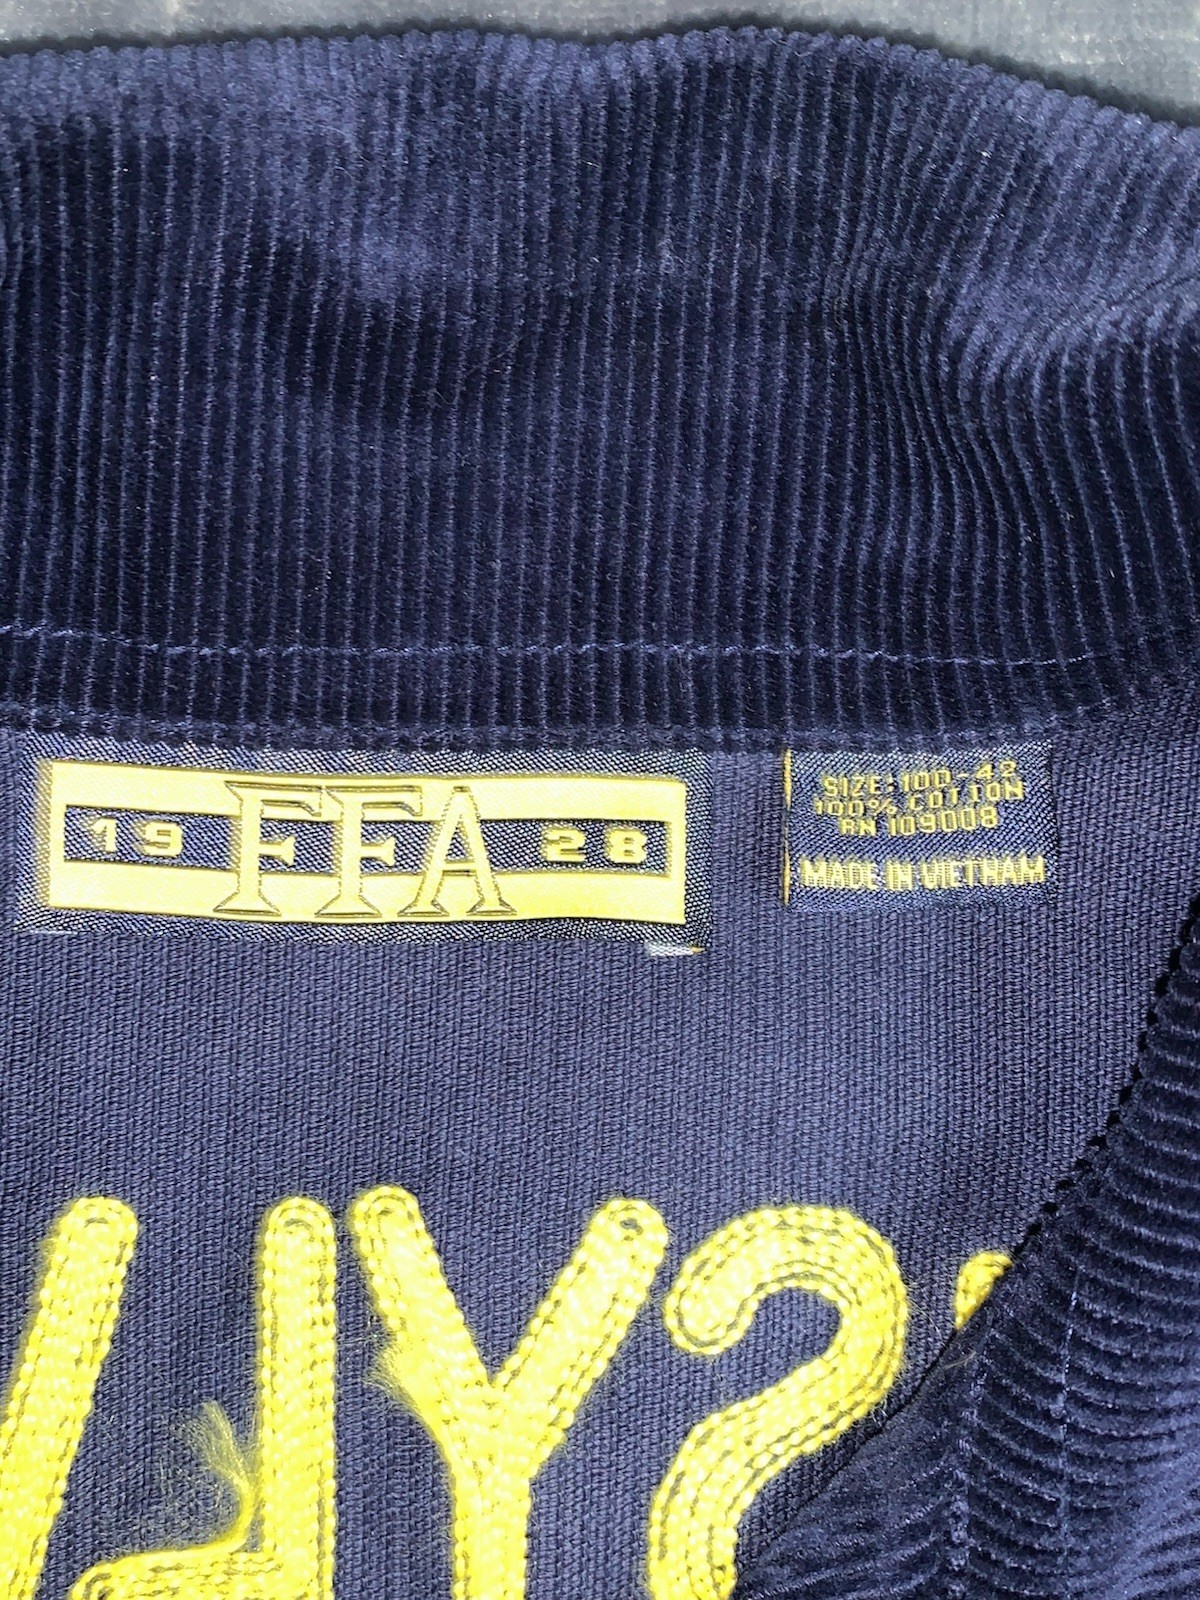 19 FFA 28
SIZE: 100-42
100% COTTON
RN 109008
MADE IN VIETNAM